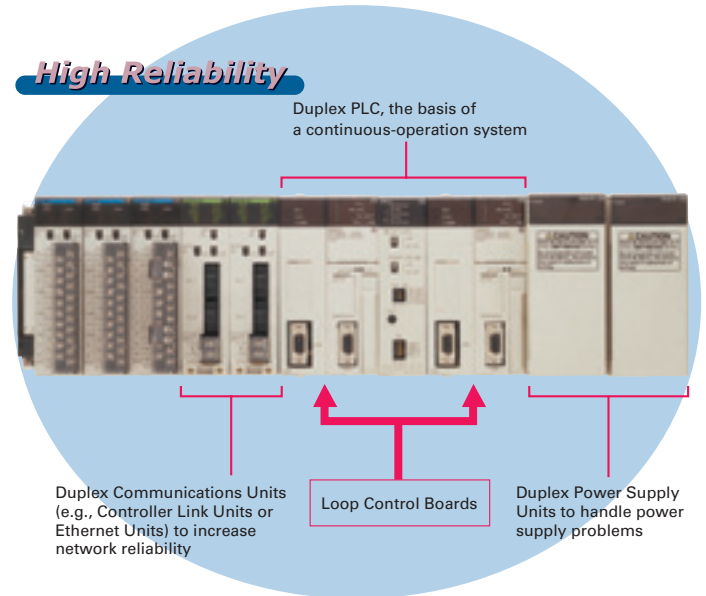 High Reliability
Duplex PLC, the basis of
a continuous-operation system
CAUTION
CAUTION
Duplex Communications Units
(e.g., Controller Link Units or
Ethernet Units) to increase
network reliability
Loop Control Boards
Duplex Power Supply
Units to handle power
supply problems